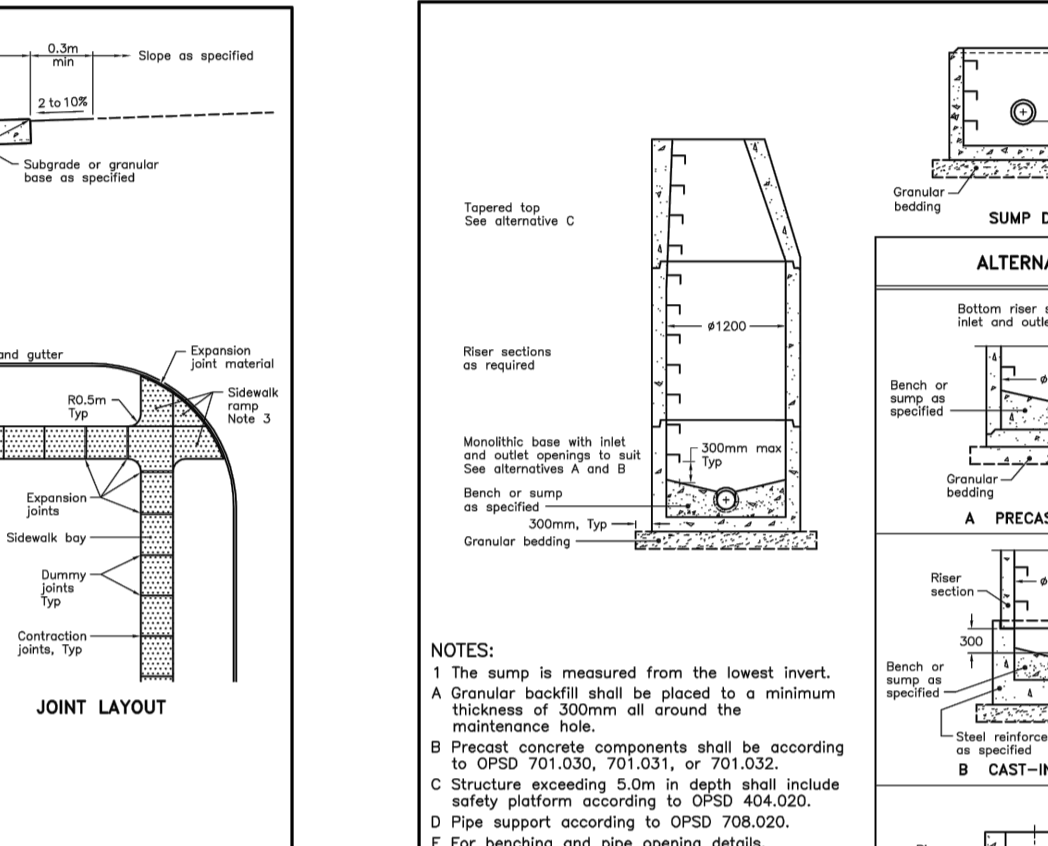 0.3m
min
Slope as specified
2 to 10%
Subgrade or granular
base as specified
and gutter
Expansion
joint material
R0.5m
Typ
Sidewalk
ramp
Note 3
Expansion
joints
Sidewalk bay
Dummy
joints
Typ
Contraction
joints, Typ
JOINT LAYOUT
Tapered top
See alternative C
ø1200
Riser sections
as required
Monolithic base with inlet
and outlet openings to suit
See alternatives A and B
300mm max
Typ
Bench or sump
as specified
300mm, Typ
Granular bedding
NOTES:
1 The sump is measured from the lowest invert.
A Granular backfill shall be placed to a minimum
thickness of 300mm all around the
maintenance hole.
B Precast concrete components shall be according
to OPSD 701.030, 701.031, or 701.032.
C Structure exceeding 5.0m in depth shall include
safety platform according to OPSD 404.020.
D Pipe support according to OPSD 708.020.
E For benching and pipe opening details,
Granular
bedding
SUMP D
ALTERNA
Bottom riser s
inlet and outle
Bench or
sump as
specified
ø
Granular
bedding
A PRECAS
Riser
section
ø
300
Bench or
sump as
specified
Steel reinforce
as specified
B CAST-IN